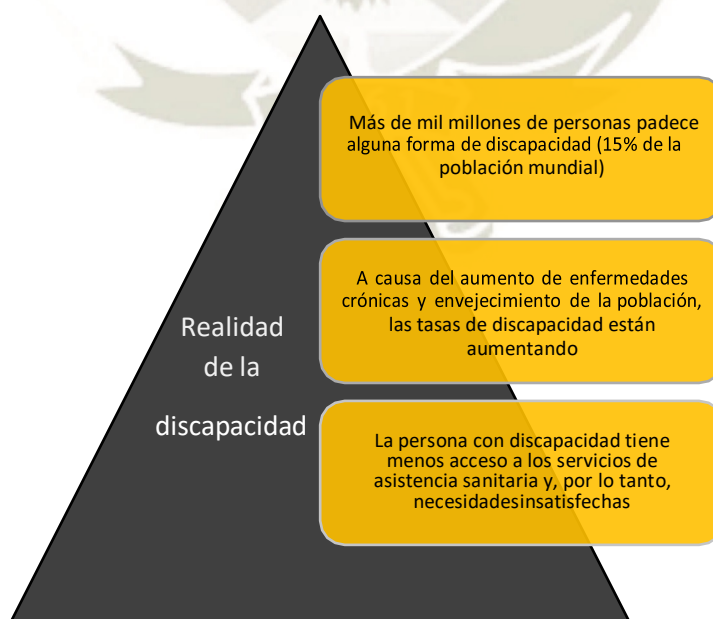 Más de mil millones de personas padece
alguna forma de discapacidad (15% de la
población mundial)
A causa del aumento de enfermedades
crónicas y envejecimiento de la población,
las tasas de discapacidad están
aumentando
Realidad
de la
discapacidad
La persona con discapacidad tiene
menos acceso a los servicios de
asistencia sanitaria y, por lo tanto,
necesidadesinsatisfechas